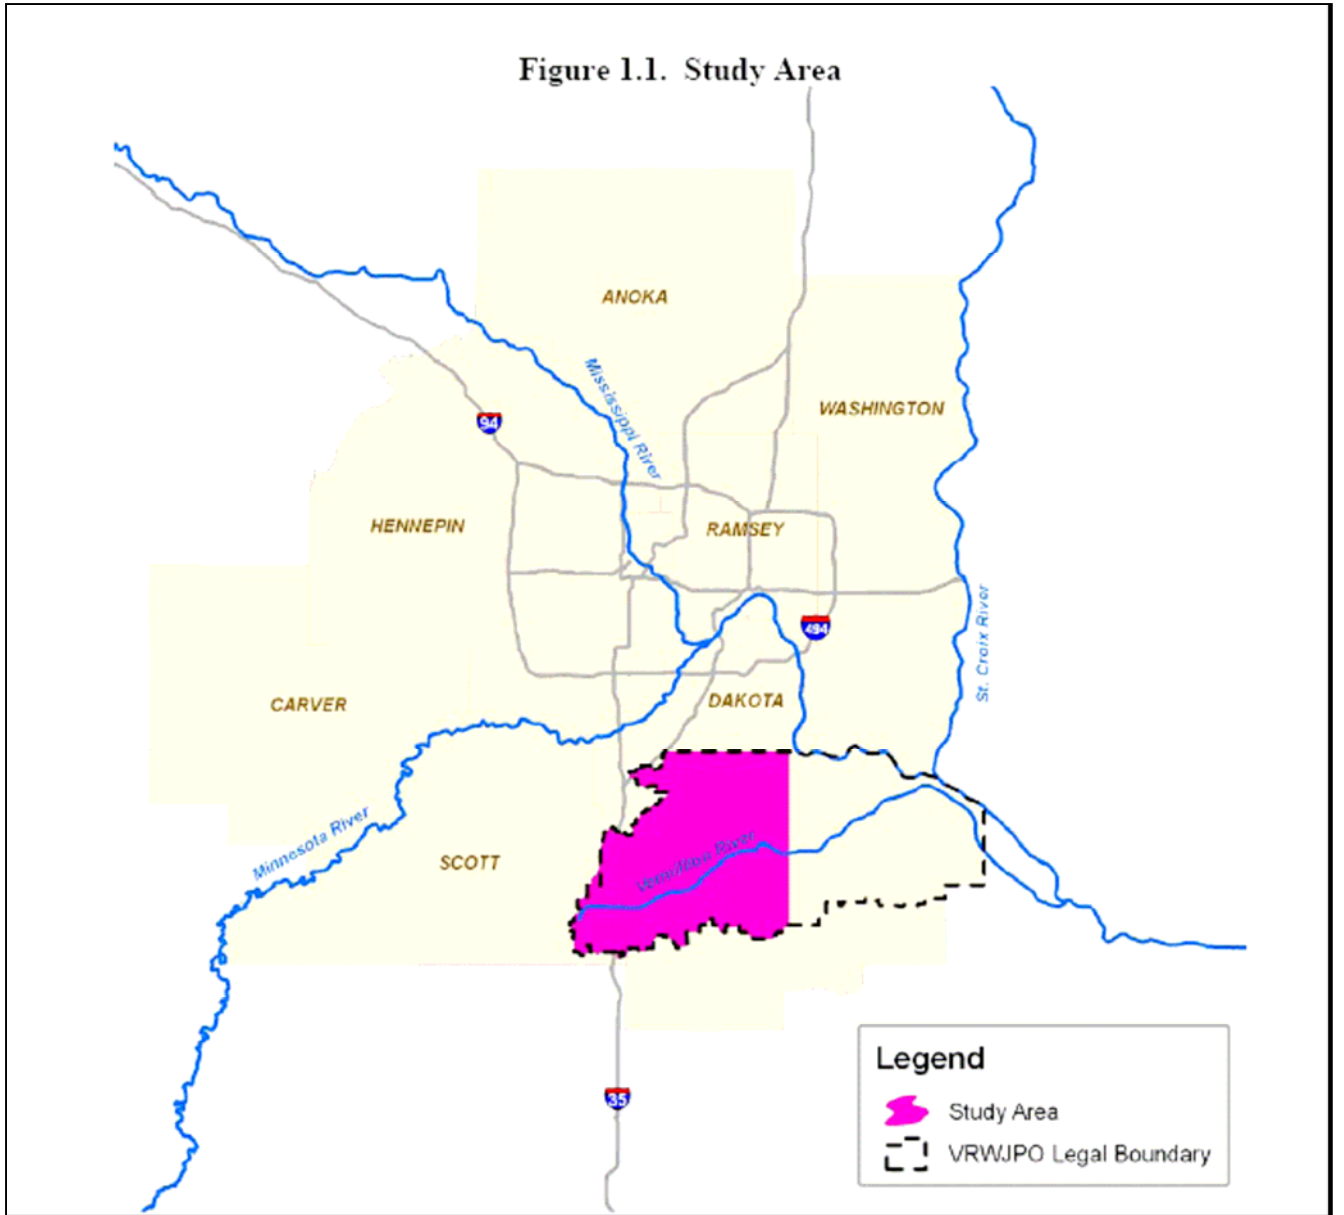 Figure 1.1. Study Area
ANOKA
Mississippi River
94
WASHINGTON
HENNEPIN
RAMSEY
St. Croix River
494
CARVER
DAKOTA
Minnesota River
SCOTT
Vermillion River
35
Legend
Study Area
VRWJPO Legal Boundary